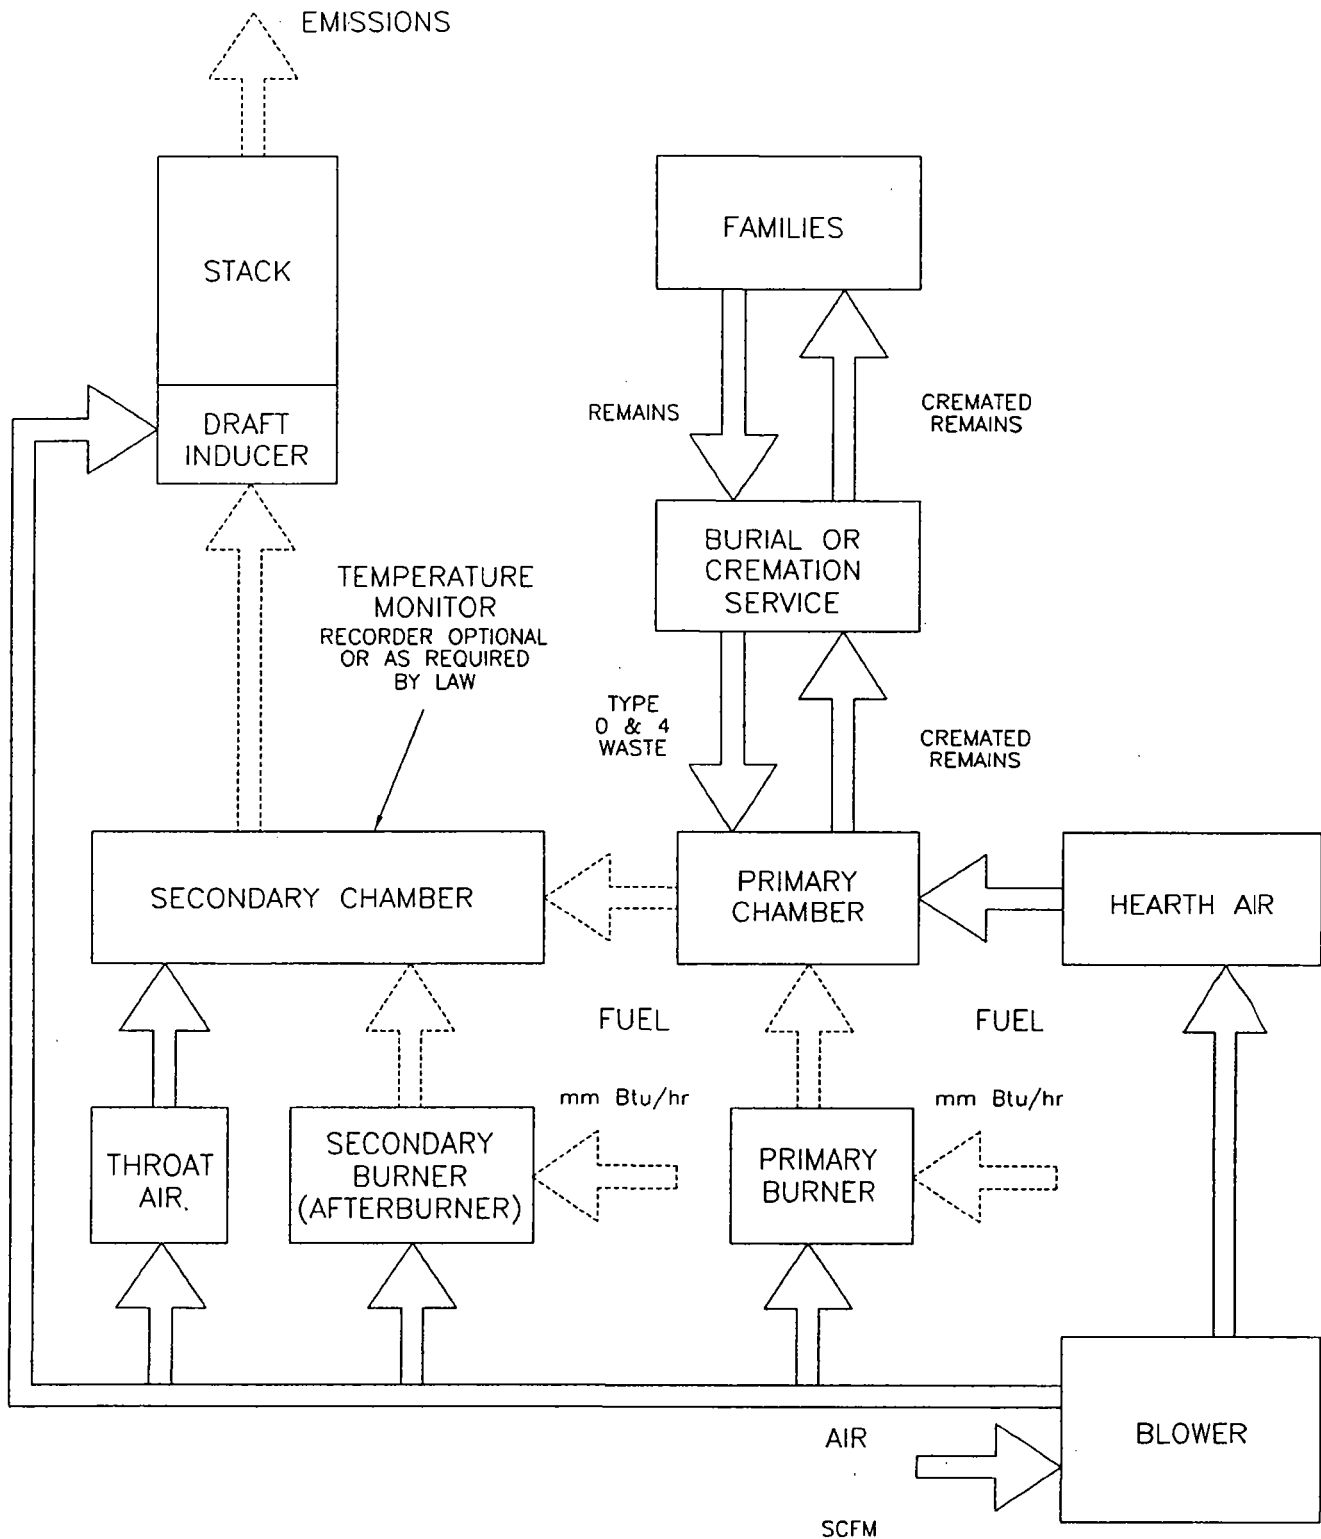 EMISSIONS
STACK
DRAFT
INDUCER
FAMILIES
REMAINS
CREMATED
REMAINS
BURIAL OR
CREMATION
SERVICE
TEMPERATURE
MONITOR
RECORDER OPTIONAL
OR AS REQUIRED
BY LAW
TYPE
0 & 4
WASTE
CREMATED
REMAINS
SECONDARY CHAMBER
PRIMARY
CHAMBER
HEARTH AIR
FUEL
FUEL
mm Btu/hr
mm Btu/hr
THROAT
AIR
SECONDARY
BURNER
(AFTERBURNER)
PRIMARY
BURNER
BLOWER
AIR
SCFM